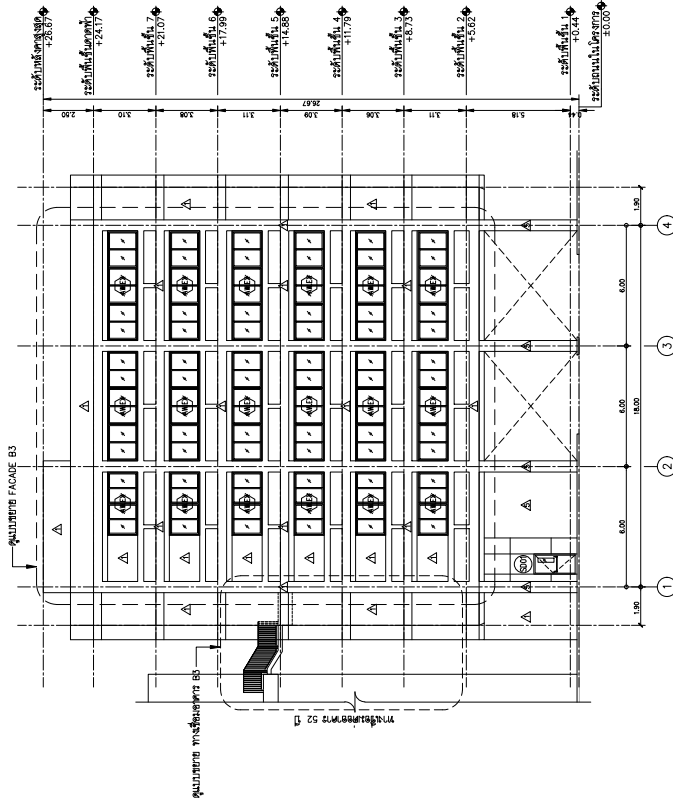 ระดับหลังคาสูงสุด
+26.67
ระดับพื้นชั้นดาดฟ้า
+24.17
ระดับพื้นชั้น 7
+21.07
ระดับพื้นชั้น 6
+17.99
ระดับพื้นชั้น 5
+14.88
ระดับพื้นชั้น 4
+11.79
ระดับพื้นชั้น 3
+8.73
ระดับพื้นชั้น 2
+5.62
ระดับพื้นชั้น 1
+0.44
ระดับถนนในโครงการ
±0.00
26.67
2.50
3.10
3.08
3.11
3.09
3.06
3.11
5.18
ดูแบบขยาย FACADE B3
ดูแบบขยาย ทางเชื่อมอาคาร B3
ทางเชื่อมต่ออาคาร 52 ปี
SD01
1.90
6.00
6.00
18.00
6.00
1.90
4
3
2
1